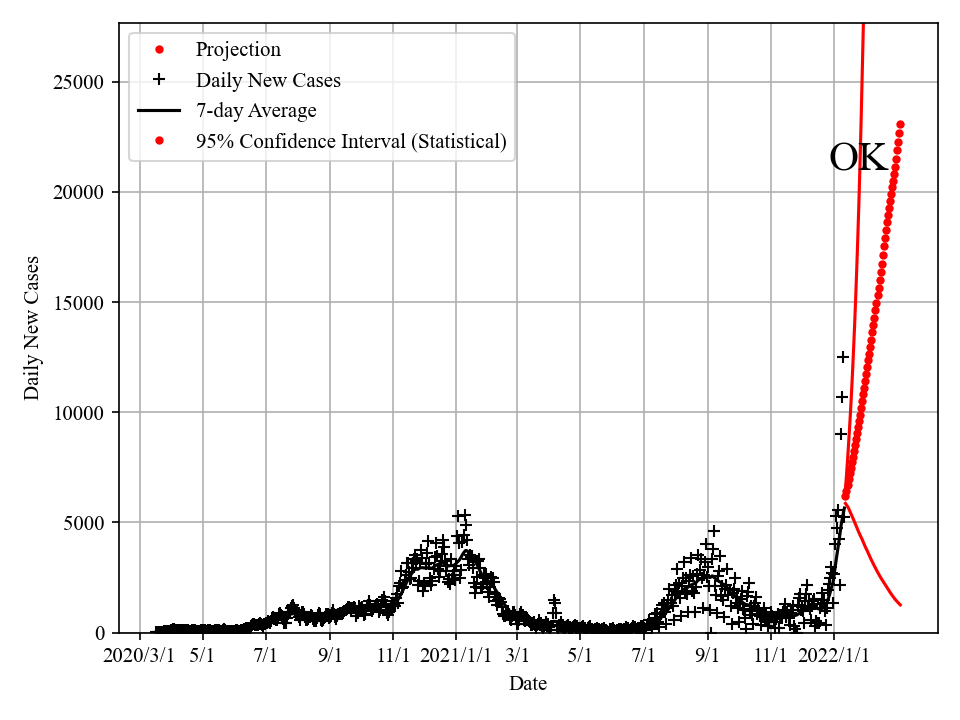 Projection
Daily New Cases
7-day Average
95% Confidence Interval (Statistical)
OK
25000
20000
15000
10000
5000
0
Daily New Cases
2020/3/1 5/1 7/1 9/1 11/1 2021/1/1 3/1 5/1 7/1 9/1 11/1 2022/1/1
Date